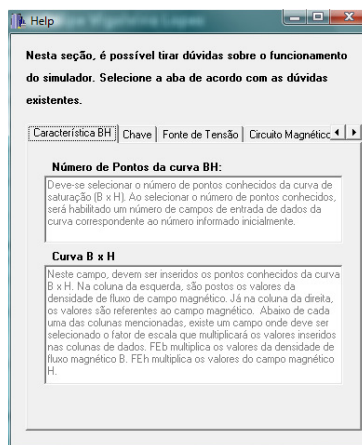 Help
Nesta seção, é possível tirar dúvidas sobre o funcionamento
do simulador. Selecione a aba de acordo com as dúvidas
existentes.
Característica BH Chave Fonte de Tensão Circuito Magnético
Número de Pontos da curva BH:
Deve-se selecionar o número de pontos conhecidos da curva de
saturação (B x H). Ao selecionar o número de pontos conhecidos,
será habilitado um número de campos de entrada de dados da
curva correspondente ao número informado inicialmente.
Curva B x H
Neste campo, devem ser inseridos os pontos conhecidos da curva
B x H. Na coluna da esquerda, são postos os valores da
densidade de fluxo de campo magnético. Já na coluna da direita,
os valores são referentes ao campo magnético. Abaixo de cada
uma das colunas mencionadas, existe um campo onde deve ser
selecionado o fator de escala que multiplicará os valores inseridos
nas colunas de dados. FEb multiplica os valores da densidade de
fluxo magnético B. FEh multiplica os valores do campo magnético
H.